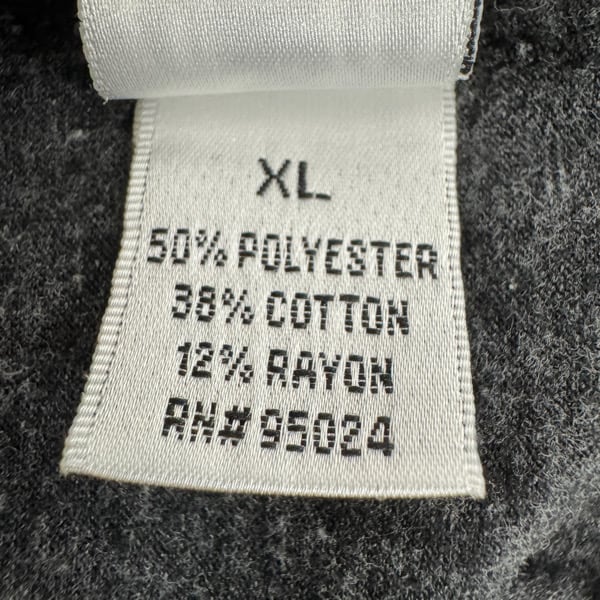 XL
50% POLYESTER
38% COTTON
12% RAYON
RN# 95024